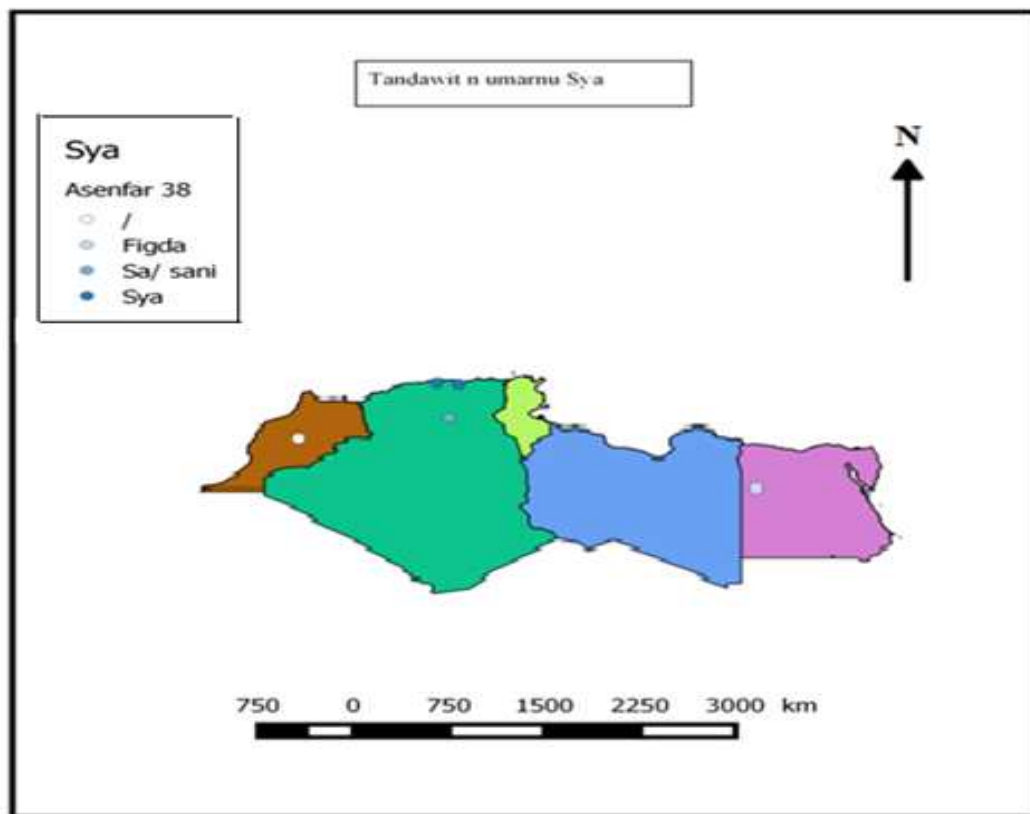 Tandawit n umarnu Sya
N
Sya
Asenfar 38
/
Figda
Sa/ sani
Sya
750 0 750 1500 2250 3000 km